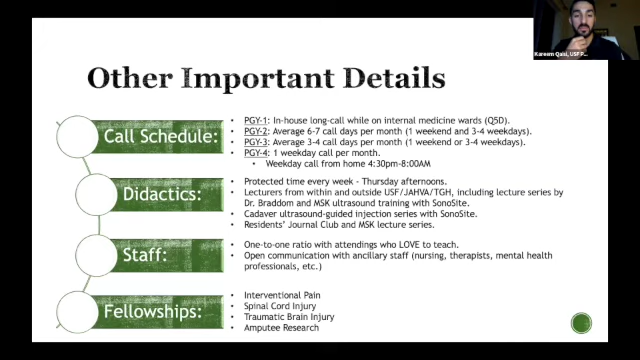 Kareem Qaisi, USF P...
Other Important Details
Call Schedule:
PGY-1: In-house long-call while on internal medicine wards (Q5D).
PGY-2: Average 6-7 call days per month (1 weekend and 3-4 weekdays).
PGY-3: Average 3-4 call days per month (1 weekend or 3-4 weekdays).
PGY-4: 1 weekday call per month.
Weekday call from home 4:30pm-8:00AM
Didactics:
Protected time every week - Thursday afternoons.
Lecturers from within and outside USF/JAHVA/TGH, including lecture series by
Dr. Braddom and MSK ultrasound training with SonoSite.
Cadaver ultrasound-guided injection series with SonoSite.
Residents' Journal Club and MSK lecture series.
Staff:
One-to-one ratio with attendings who LOVE to teach.
Open communication with ancillary staff (nursing, therapists, mental health
professionals, etc.)
Fellowships:
Interventional Pain
Spinal Cord Injury
Traumatic Brain Injury
Amputee Research